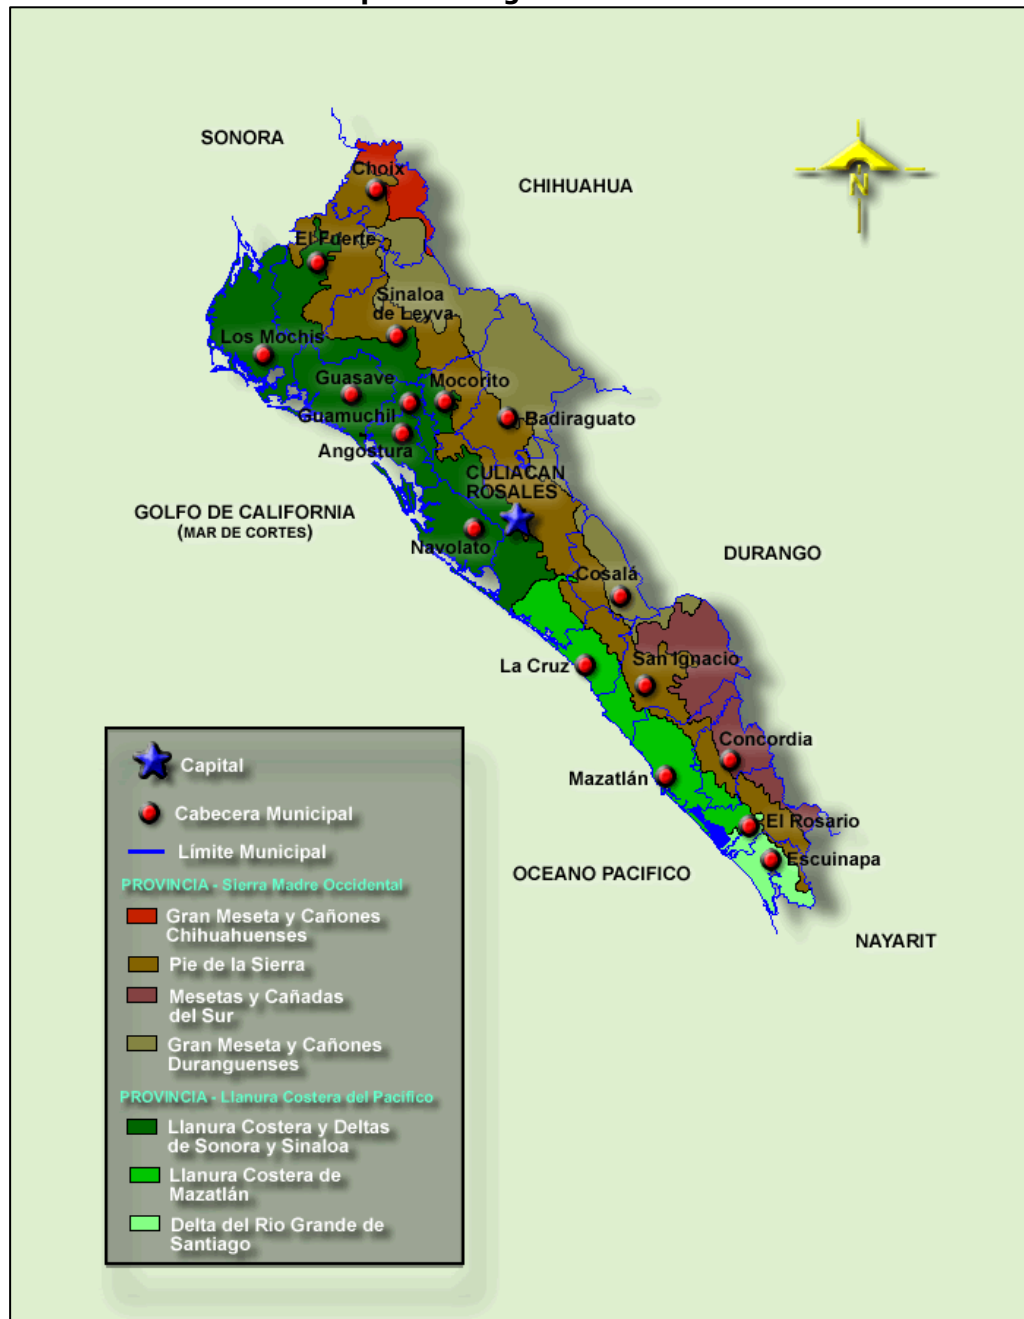 SONORA
CHIHUAHUA
N
Choix
El Fuerte
Sinaloa
de Leyva
Los Mochis
Guasave
Mocorito
Guamuchil
Badiraguato
Angostura
CULIACAN
ROSALES
GOLFO DE CALIFORNIA
(MAR DE CORTES)
Navolato
DURANGO
Cosalá
La Cruz
San Ignacio
Concordia
Mazatlán
El Rosario
Escuinapa
OCEANO PACIFICO
NAYARIT
Capital
Cabecera Municipal
Límite Municipal
PROVINCIA - Sierra Madre Occidental
Gran Meseta y Cañones
Chihuahuenses
Pie de la Sierra
Mesetas y Cañadas
del Sur
Gran Meseta y Cañones
Duranguenses
PROVINCIA - Llanura Costera del Pacífico
Llanura Costera y Deltas
de Sonora y Sinaloa
Llanura Costera de
Mazatlán
Delta del Rio Grande de
Santiago